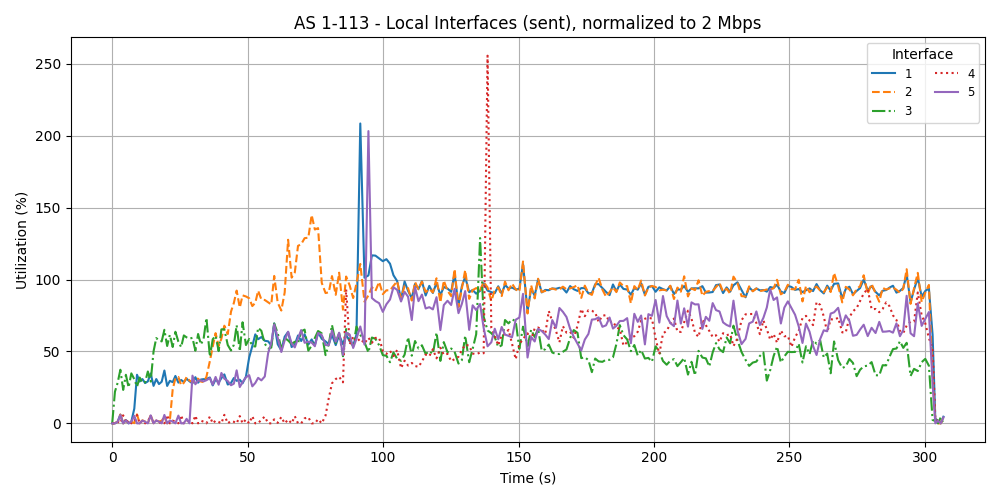 AS 1-113 - Local Interfaces (sent), normalized to 2 Mbps
Utilization (%)
250
200
150
100
50
0
0 50 100 150 200 250 300
Time (s)
Interface
1 4
2 5
3